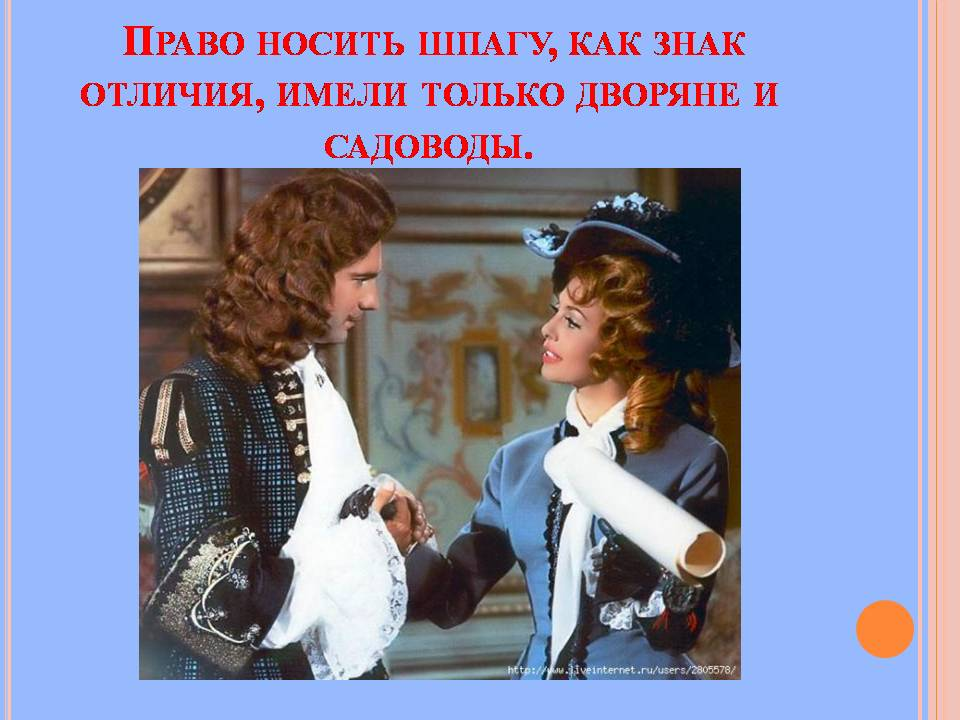 Право носить шпагу, как знак
отличия, имели только дворяне и
садоводы.
http://www.liveinternet.ru/users/2805578/